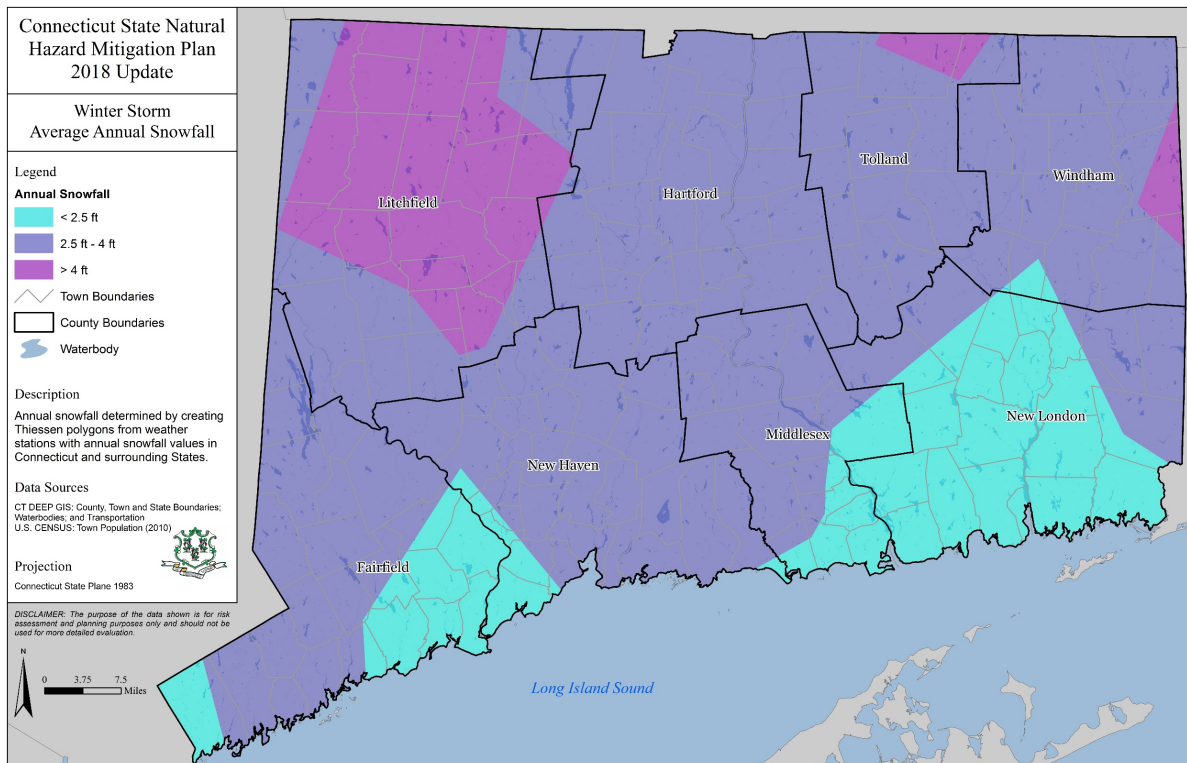 Connecticut State Natural
Hazard Mitigation Plan
2018 Update
Winter Storm
Average Annual Snowfall
Legend
Annual Snowfall
< 2.5 ft
2.5 ft - 4 ft
> 4 ft
Town Boundaries
County Boundaries
Waterbody
Description
Annual snowfall determined by creating
Thiessen polygons from weather
stations with annual snowfall values in
Connecticut and surrounding States.
Data Sources
CT DEEP GIS: County, Town and State Boundaries;
Waterbodies; and Transportation
U.S. CENSUS: Town Population (2010)
Projection
Connecticut State Plane 1983
DISCLAIMER: The purpose of the data shown is for risk
assessment and planning purposes only and should not be
used for more detailed evaluation.
N
0 3.75 7.5
Miles
Litchfield
Hartford
Tolland
Windham
Fairfield
New Haven
Middlesex
New London
Long Island Sound